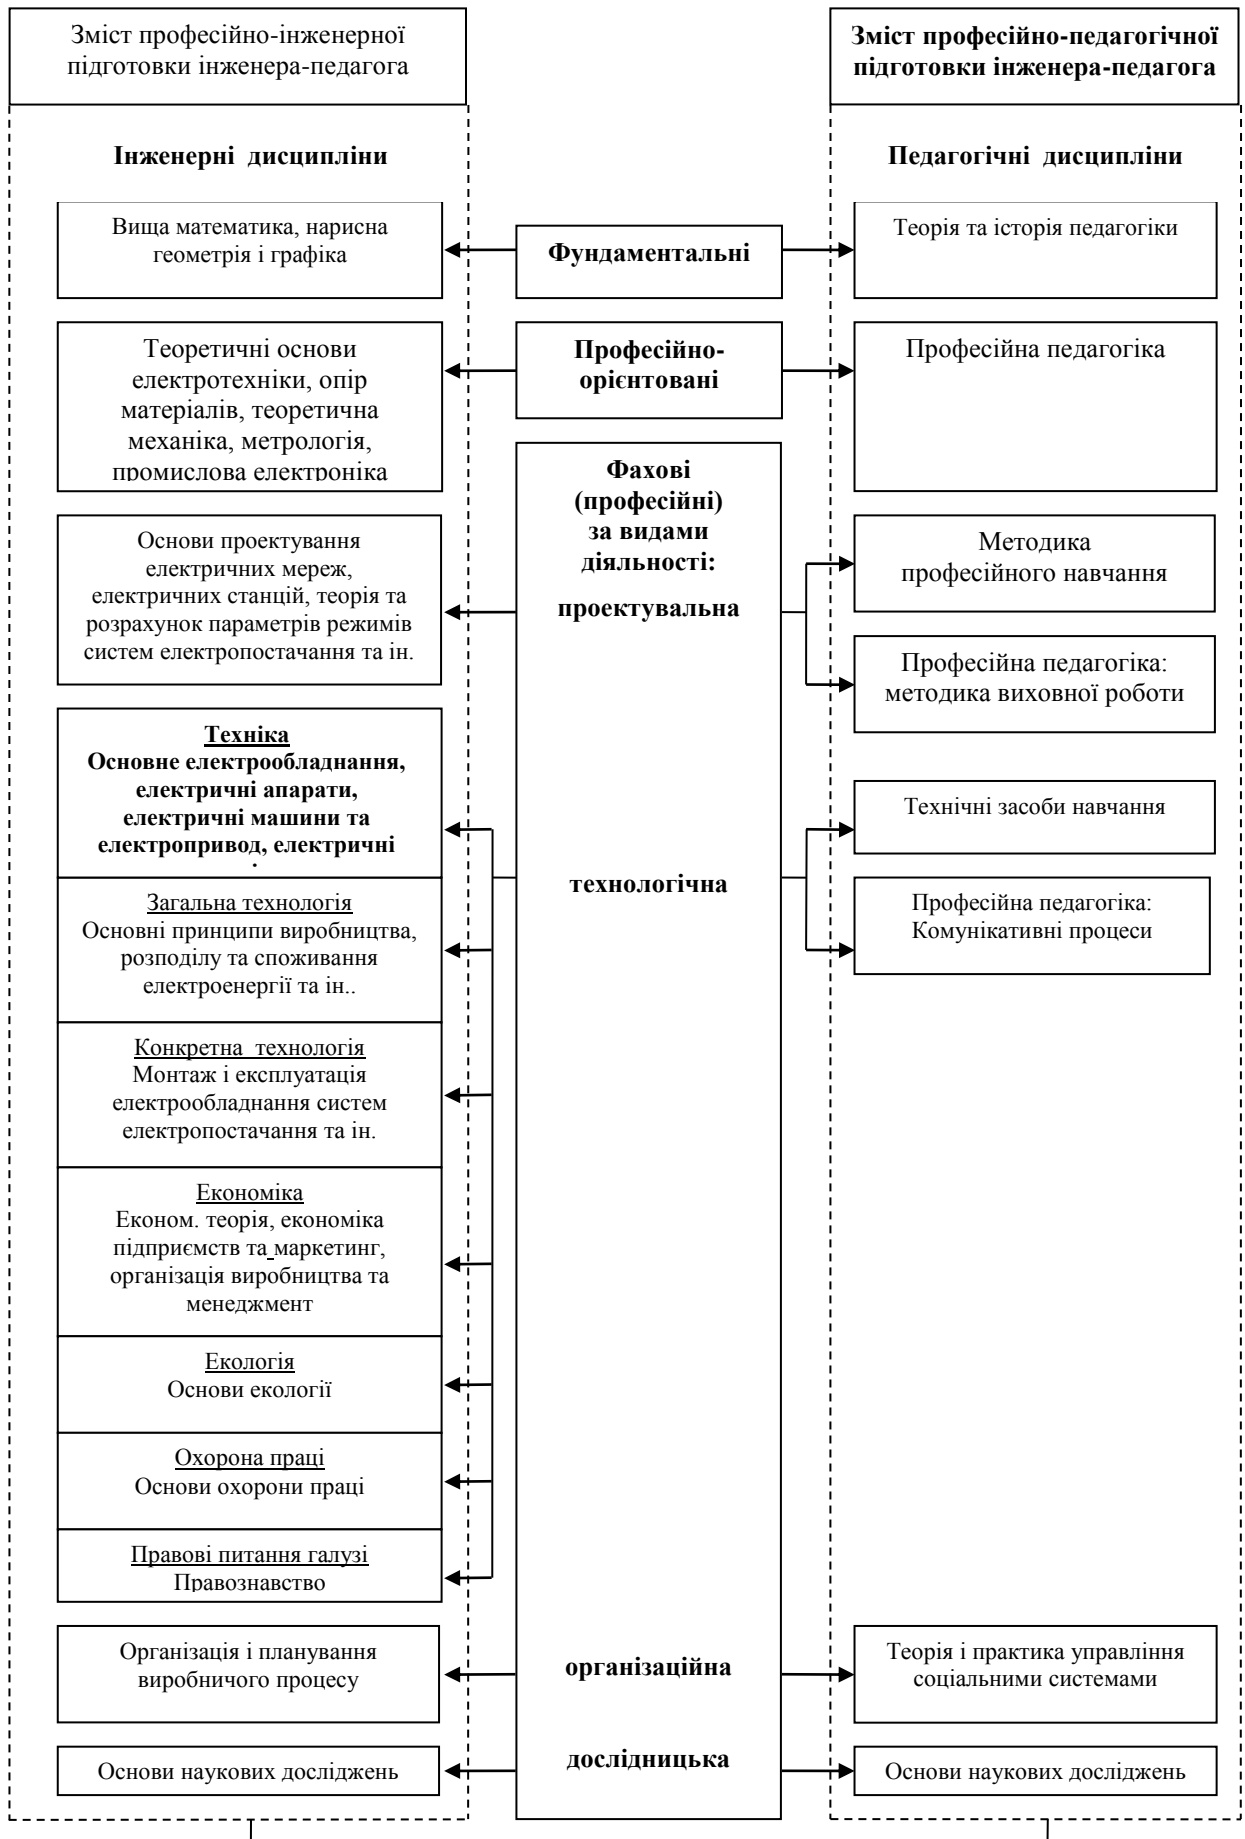 Зміст професійно-інженерної
підготовки інженера-педагога
Зміст професійно-педагогічної
підготовки інженера-педагога
Інженерні дисципліни
Педагогічні дисципліни
Вища математика, нарисна
геометрія і графіка
Фундаментальні
Теорія та історія педагогіки
Теоретичні основи
електротехніки, опір
матеріалів, теоретична
механіка, метрологія,
промислова електроніка
Професійно-
орієнтовані
Професійна педагогіка
Фахові
(професійні)
за видами
діяльності:
проектувальна
Основи проектування
електричних мереж,
електричних станцій, теорія та
розрахунок параметрів режимів
систем електропостачання та ін.
Методика
професійного навчання
Професійна педагогіка:
методика виховної роботи
Техніка
Основне електрообладнання,
електричні апарати,
електричні машини та
електропривод, електричні
технологічна
Технічні засоби навчання
Професійна педагогіка:
Комунікативні процеси
Загальна технологія
Основні принципи виробництва,
розподілу та споживання
електроенергії та ін..
Конкретна технологія
Монтаж і експлуатація
електрообладнання систем
електропостачання та ін.
Економіка
Економ. теорія, економіка
підприємств та маркетинг,
організація виробництва та
менеджмент
Екологія
Основи екології
Охорона праці
Основи охорони праці
Правові питання галузі
Правознавство
Організація і планування
виробничого процесу
організаційна
Теорія і практика управління
соціальними системами
Основи наукових досліджень
дослідницька
Основи наукових досліджень